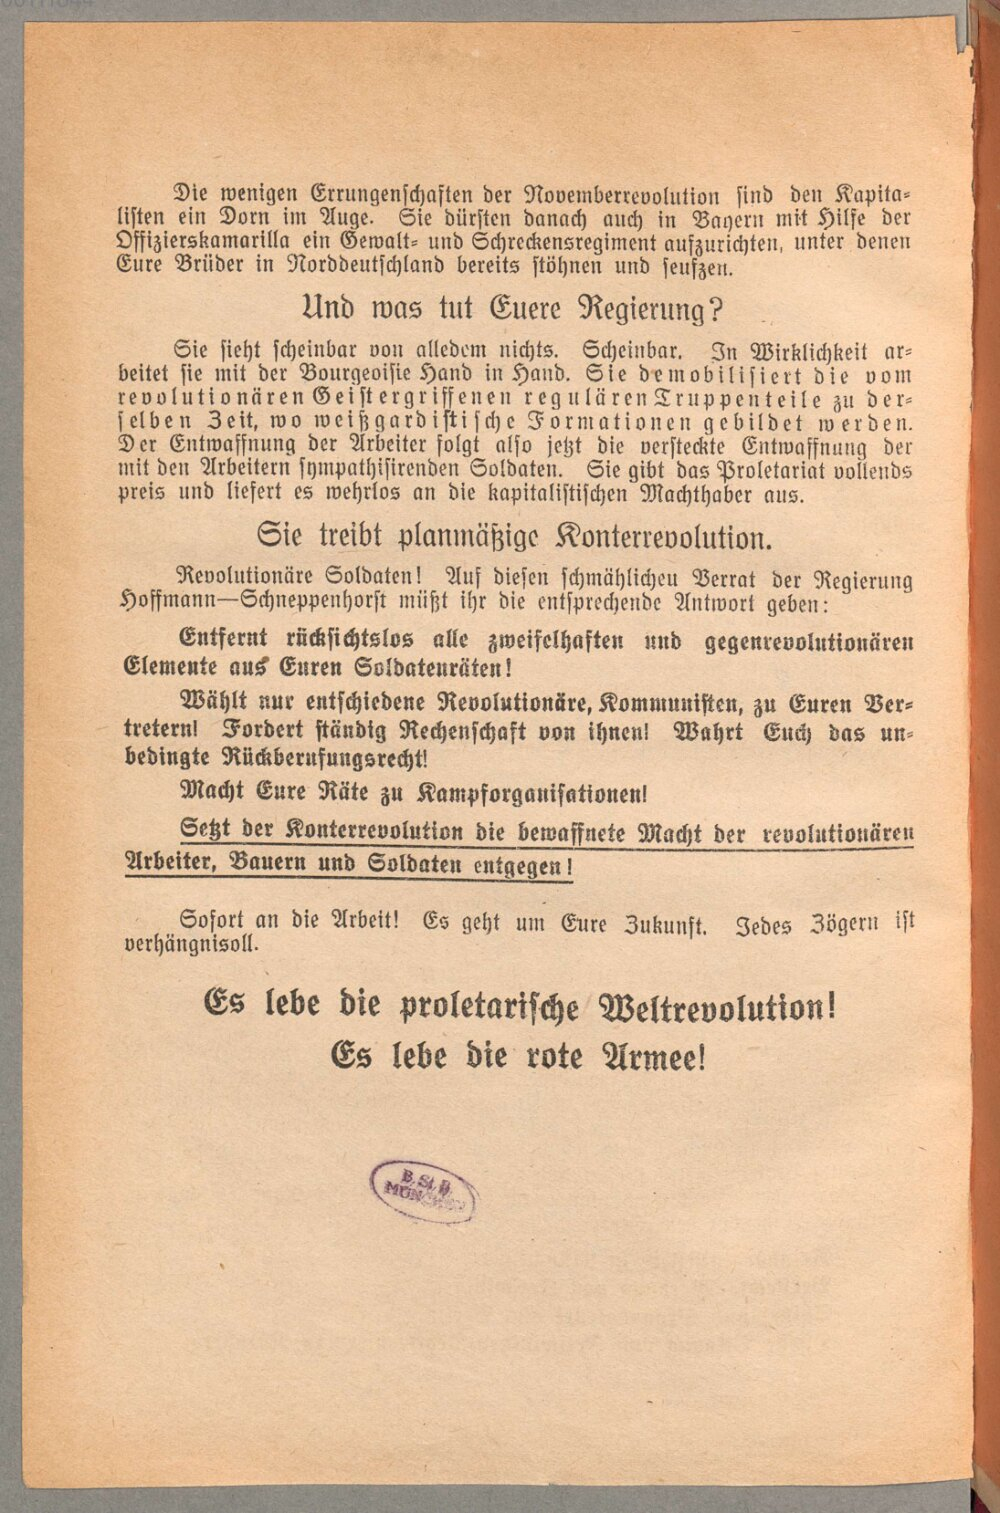 Die wenigen Errungenschaften der Novemberrevolution sind den Kapita-
listen ein Dorn im Auge. Sie dürsten danach auch in Bayern mit Hilfe der
Offizierskamarilla ein Gewalt- und Schreckensregiment aufzurichten, unter denen
Eure Brüder in Norddeutschland bereits stöhnen und seufzen.
Und was tut Euere Regierung?
Sie sieht scheinbar von alledem nichts. Scheinbar. In Wirklichkeit ar-
beitet sie mit der Bourgeoisie Hand in Hand. Sie demobilisiert die vom
revolutionären Geist ergriffenen regulären Truppenteile zu der-
selben Zeit, wo weißgardistische Formationen gebildet werden.
Der Entwaffnung der Arbeiter folgt also jetzt die versteckte Entwaffnung der
mit den Arbeitern sympathisirenden Soldaten. Sie gibt das Proletariat vollends
preis und liefert es wehrlos an die kapitalistischen Machthaber aus.
Sie treibt planmäßige Konterrevolution.
Revolutionäre Soldaten! Auf diesen schmählichen Verrat der Regierung
Hoffmann—Schneppenhorst müßt ihr die entsprechende Antwort geben:
Entfernt rücksichtslos alle zweifelhaften und gegenrevolutionären
Elemente aus Euren Soldatenräten!
Wählt nur entschiedene Revolutionäre, Kommunisten, zu Euren Ver-
tretern! Fordert ständig Rechenschaft von ihnen! Wahrt Euch das un-
bedingte Rückberufungsrecht!
Macht Eure Räte zu Kampforganisationen!
Setzt der Konterrevolution die bewaffnete Macht der revolutionären
Arbeiter, Bauern und Soldaten entgegen!
Sofort an die Arbeit! Es geht um Eure Zukunft. Jedes Zögern ist
verhängnisoll.
Es lebe die proletarische Weltrevolution!
Es lebe die rote Armee!
B. St. B.
MÜNCHEN